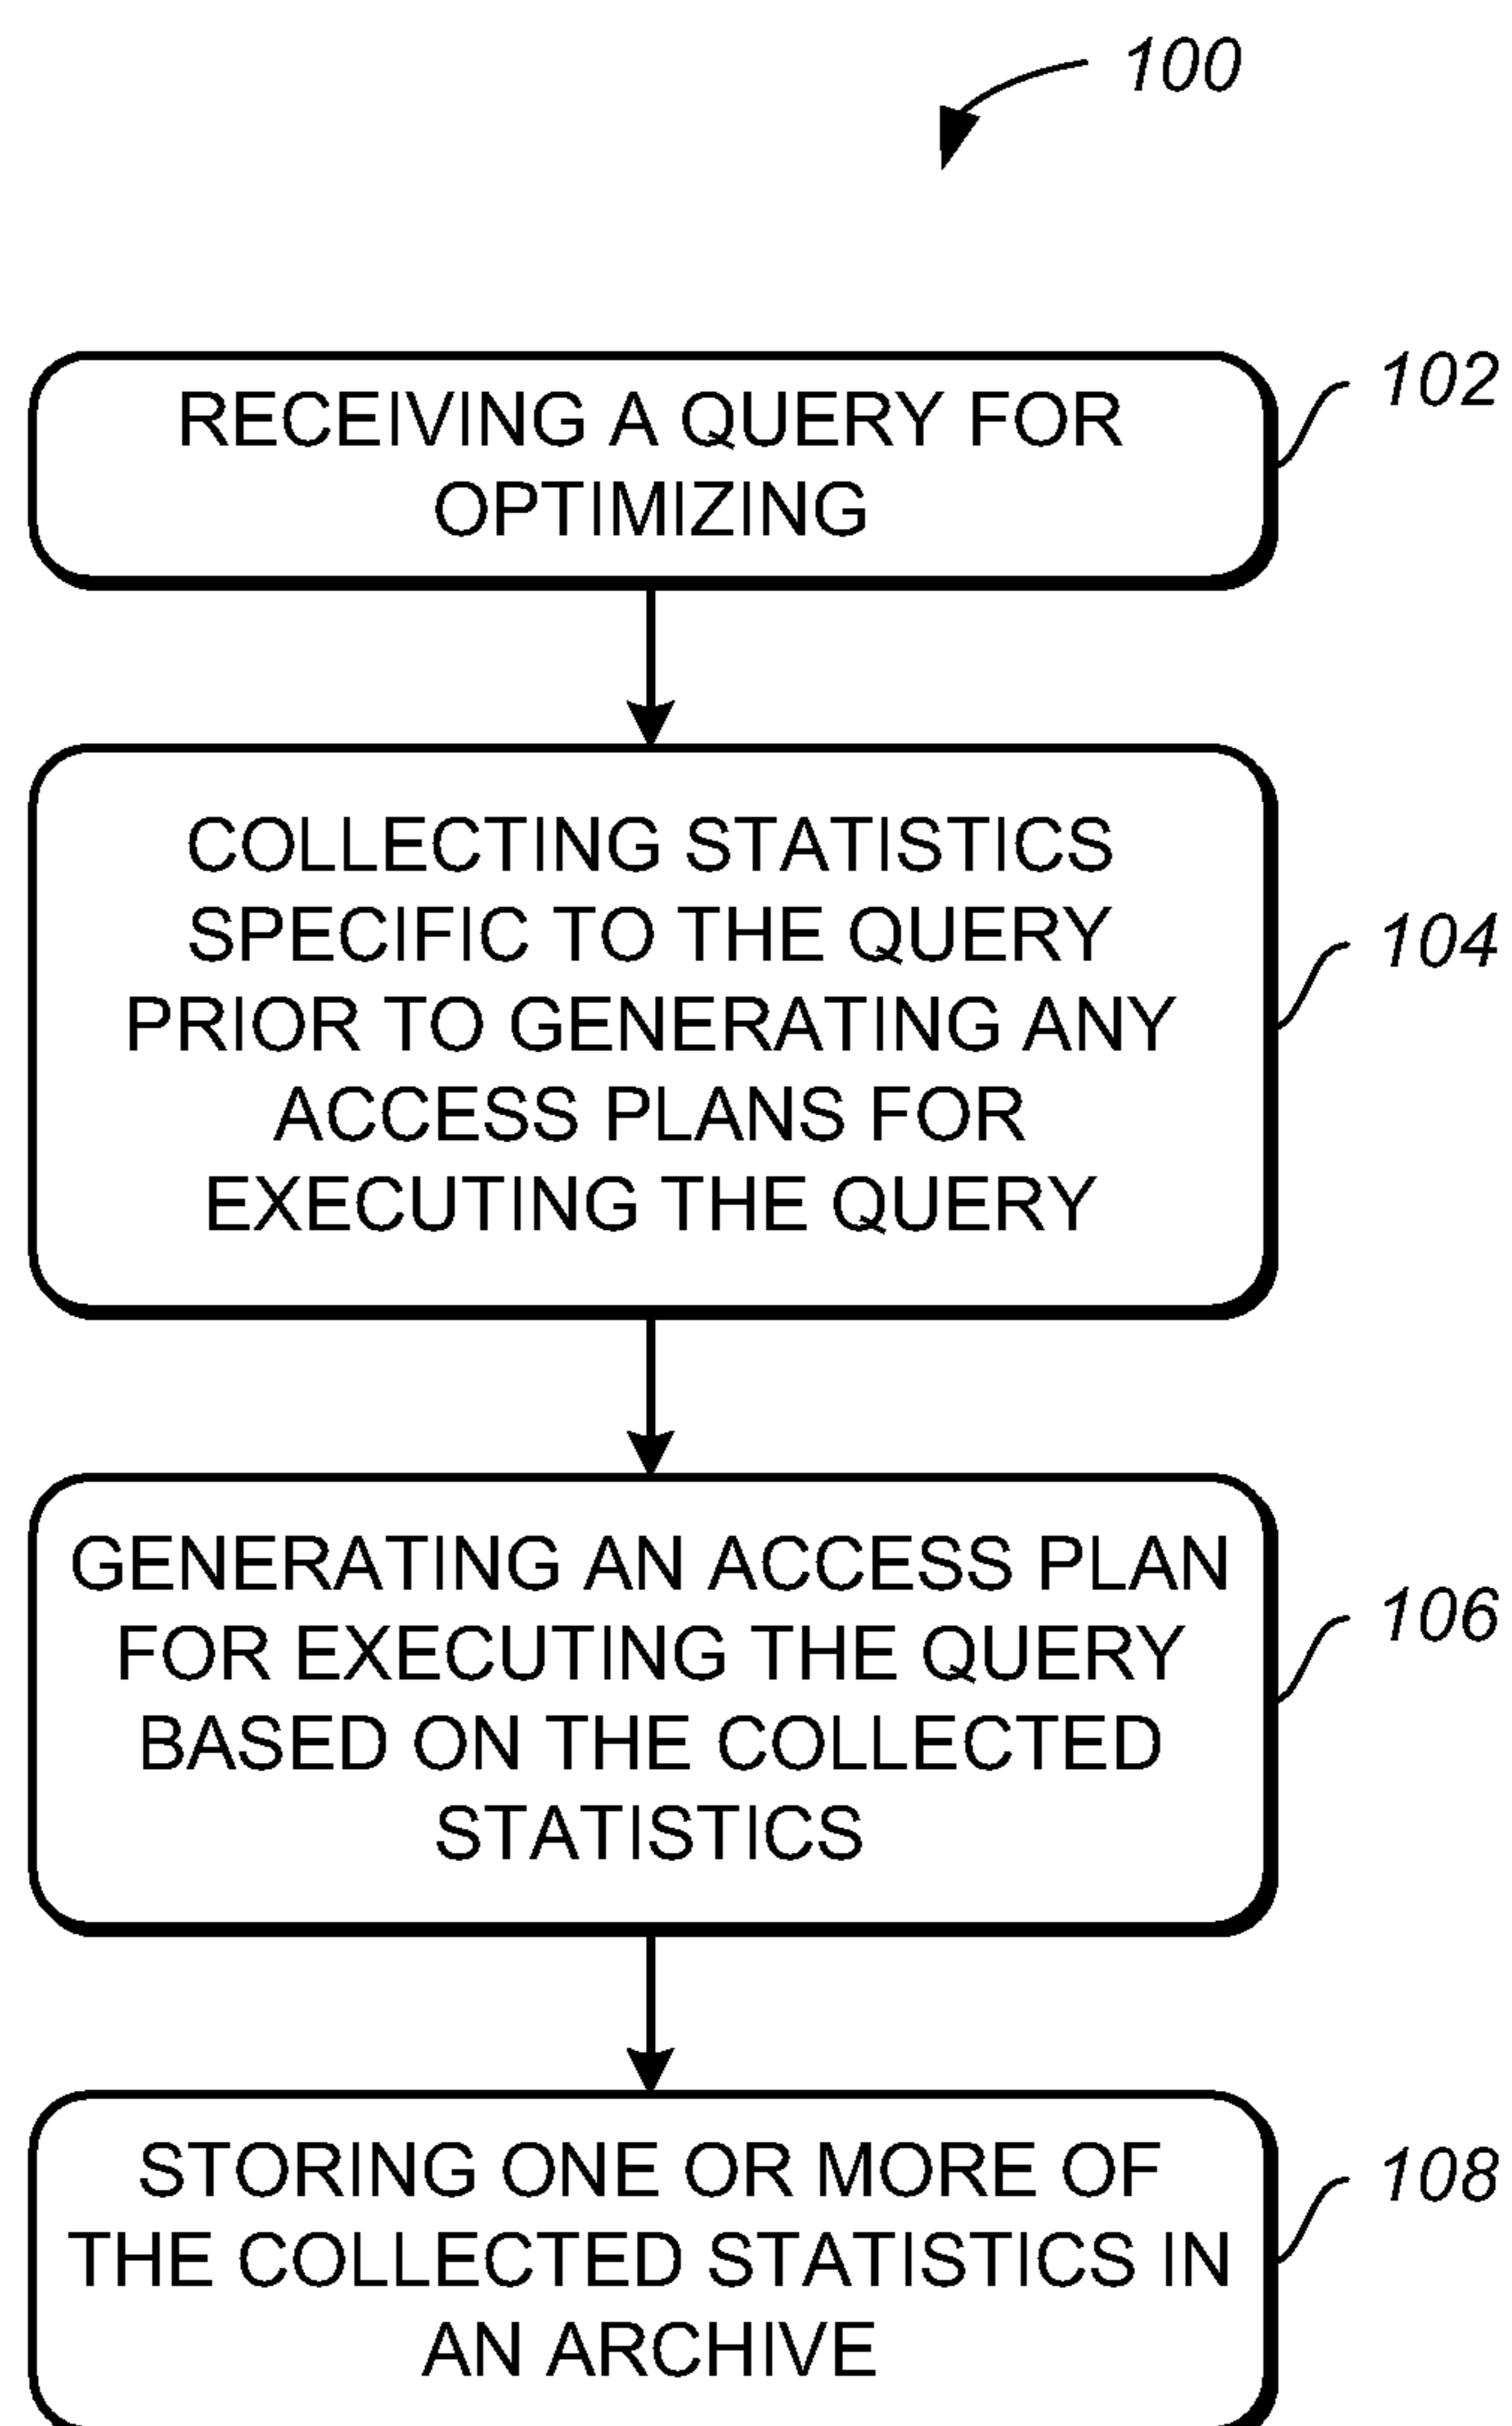 100
RECEIVING A QUERY FOR
OPTIMIZING
102
COLLECTING STATISTICS
SPECIFIC TO THE QUERY
PRIOR TO GENERATING ANY
ACCESS PLANS FOR
EXECUTING THE QUERY
104
GENERATING AN ACCESS PLAN
FOR EXECUTING THE QUERY
BASED ON THE COLLECTED
STATISTICS
106
STORING ONE OR MORE OF
THE COLLECTED STATISTICS IN
AN ARCHIVE
108